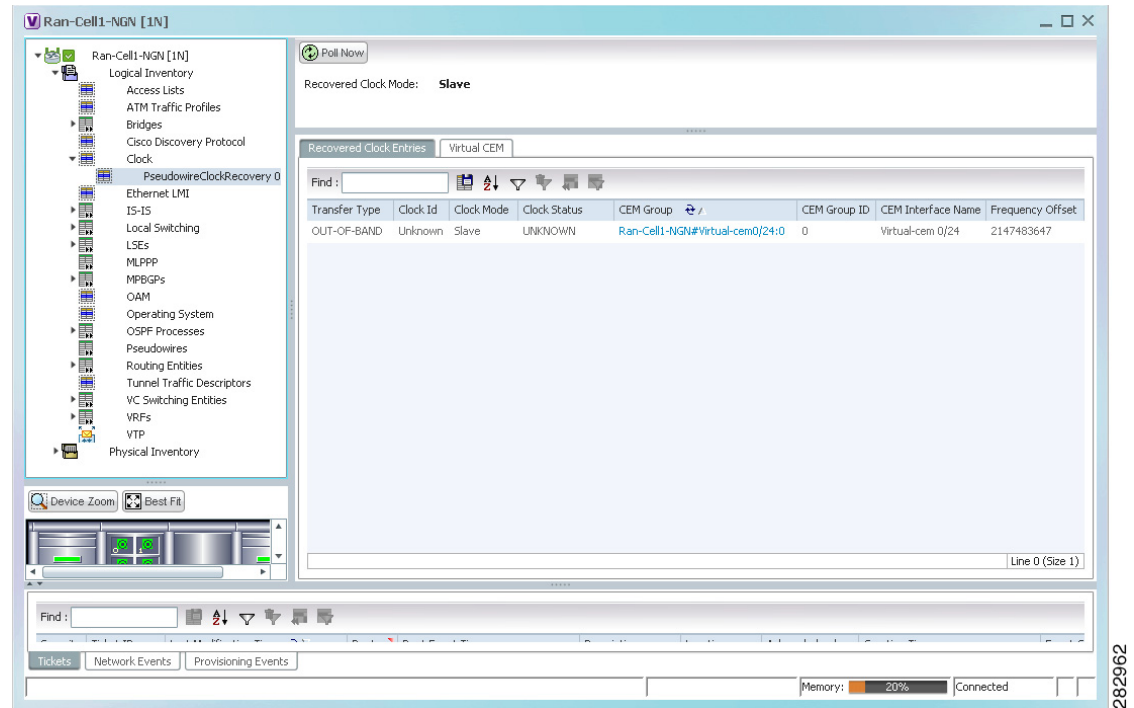 Ran-Cell1-NGN [1N]
Ran-Cell1-NGN [1N]
Logical Inventory
Access Lists
ATM Traffic Profiles
Bridges
Cisco Discovery Protocol
Clock
PseudowireClockRecovery 0
Ethernet LMI
IS-IS
Local Switching
LSEs
MLPPP
MPBGPs
OAM
Operating System
OSPF Processes
Pseudowires
Routing Entities
Tunnel Traffic Descriptors
VC Switching Entities
VRFs
VTP
Physical Inventory
Device Zoom Best Fit
Poll Now
Recovered Clock Mode: Slave
Recovered Clock Entries Virtual CEM
Find :
Transfer Type Clock Id Clock Mode Clock Status CEM Group CEM Group ID CEM Interface Name Frequency Offset
OUT-OF-BAND Unknown Slave UNKNOWN Ran-Cell1-NGN#Virtual-cem0/24:0 0 Virtual-cem 0/24 2147483647
Line 0 (Size 1)
Find :
Tickets Network Events Provisioning Events
Memory: 20% Connected
282962